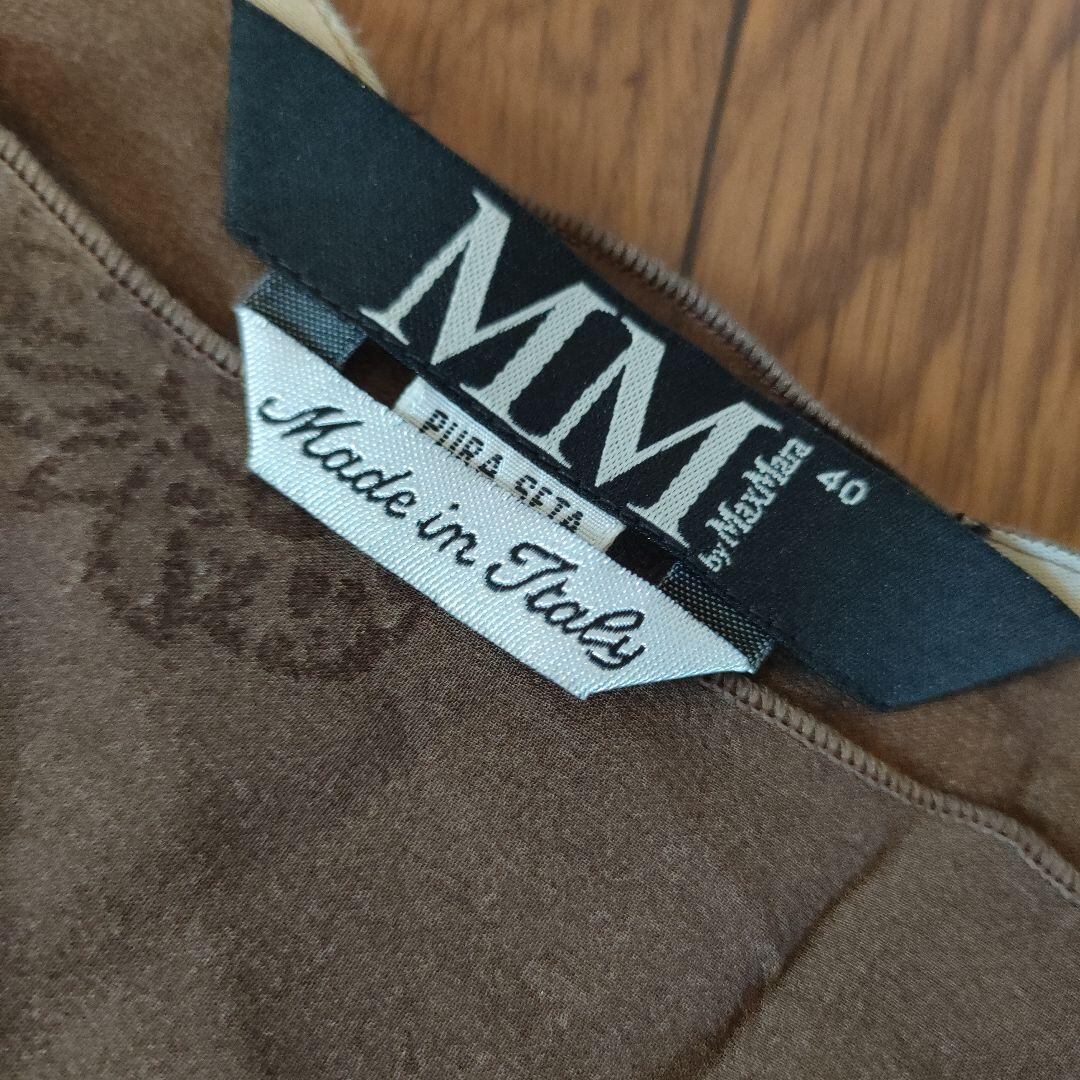 MM
by MaxMara
40
PURA SETA
Made in Italy